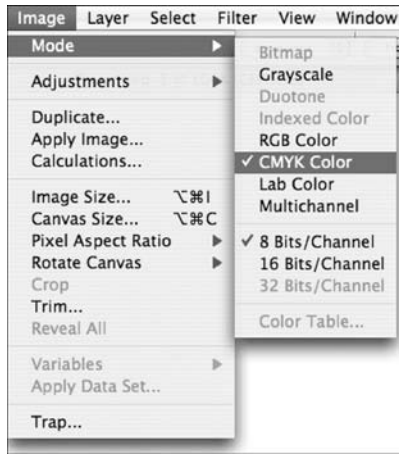 Image Layer Select Filter View Window
Mode
Adjustments
Duplicate...
Apply Image...
Calculations...
Image Size... ⌥⌘I
Canvas Size... ⌥⌘C
Pixel Aspect Ratio
Rotate Canvas
Crop
Trim...
Reveal All
Variables
Apply Data Set...
Trap...
Bitmap
Grayscale
Duotone
Indexed Color
RGB Color
✓ CMYK Color
Lab Color
Multichannel
✓ 8 Bits/Channel
16 Bits/Channel
32 Bits/Channel
Color Table...